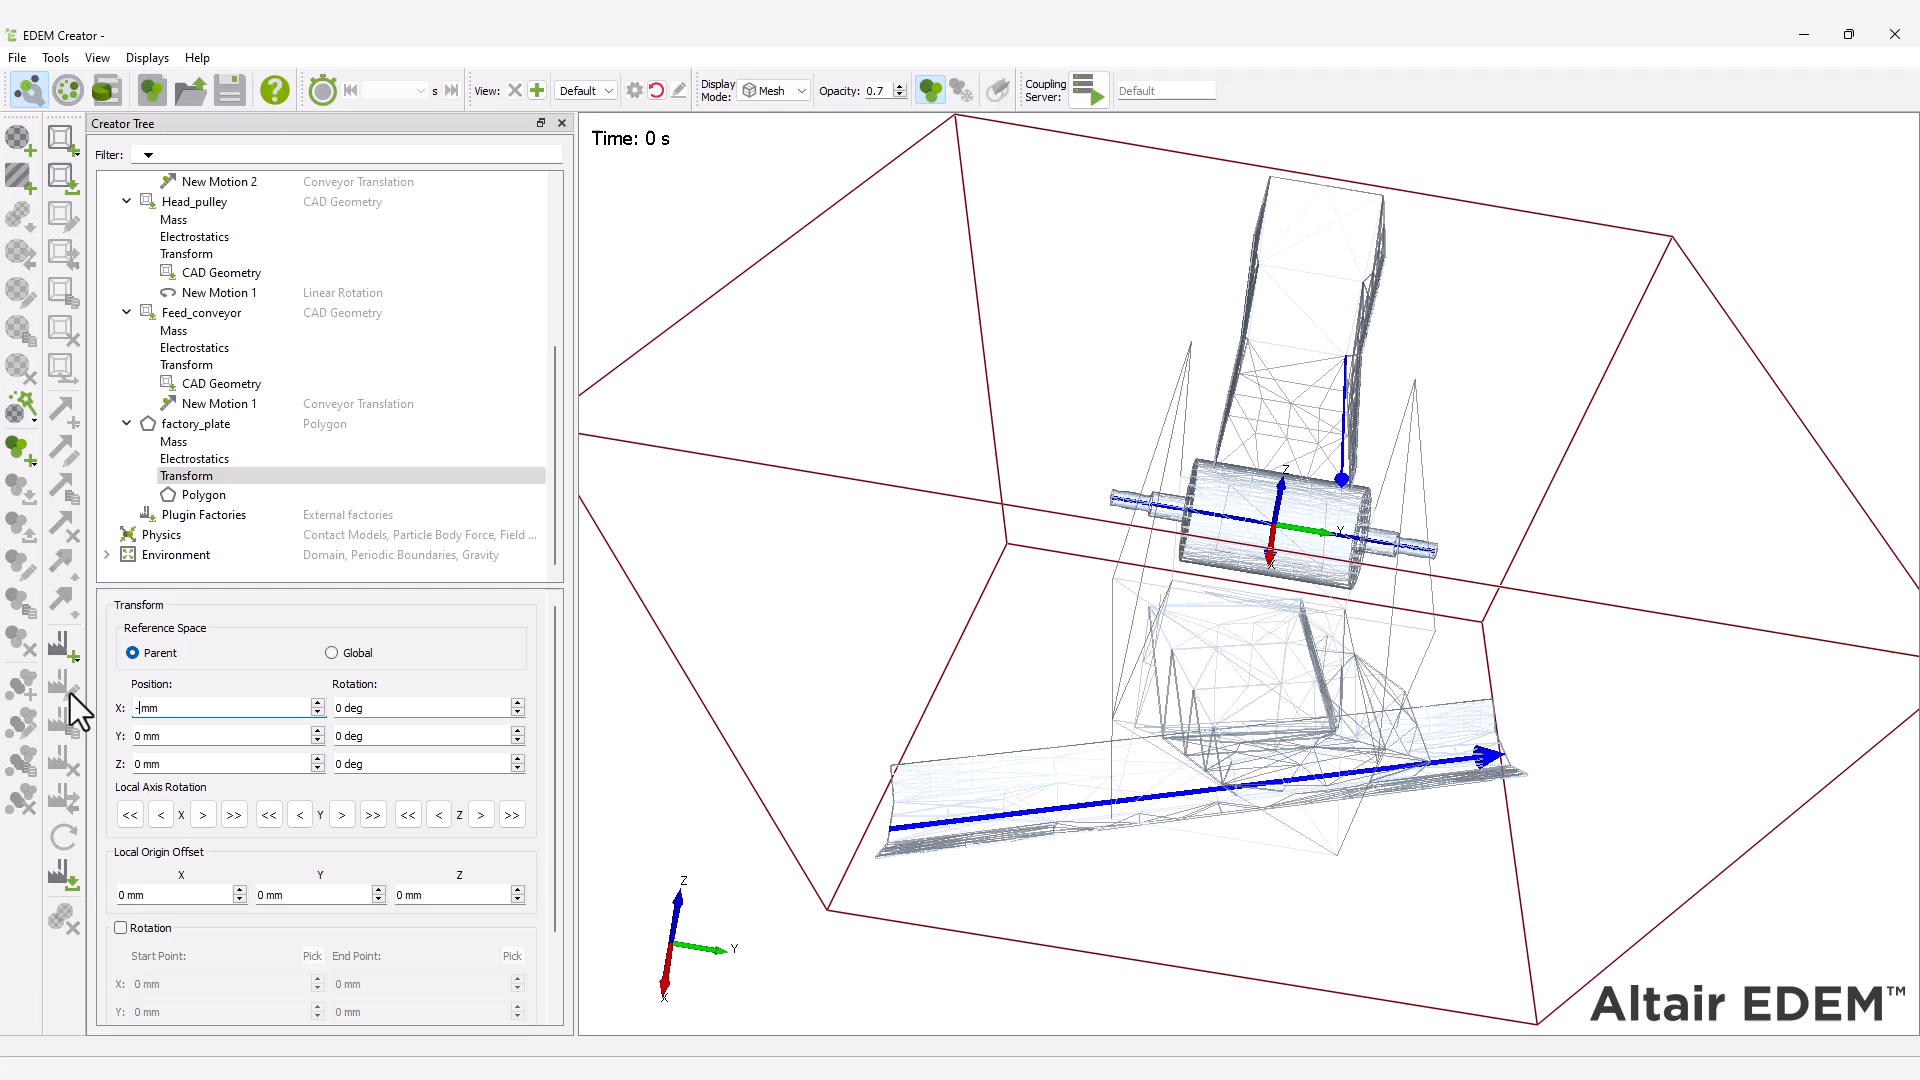 EDEM Creator -
File Tools View Displays Help
s View: Default Display Mode: Mesh Opacity: 0.7 Coupling Server: Default
Creator Tree
Filter:
New Motion 2 Conveyor Translation
Head_pulley CAD Geometry
Mass
Electrostatics
Transform
CAD Geometry
New Motion 1 Linear Rotation
Feed_conveyor CAD Geometry
Mass
Electrostatics
Transform
CAD Geometry
New Motion 1 Conveyor Translation
factory_plate Polygon
Mass
Electrostatics
Transform
Polygon
Plugin Factories External factories
Physics Contact Models, Particle Body Force, Field ...
Environment Domain, Periodic Boundaries, Gravity
Transform
Reference Space
Parent Global
Position: Rotation:
X: -mm 0 deg
Y: 0 mm 0 deg
Z: 0 mm 0 deg
Local Axis Rotation
<< < X > >> << < Y > >> << < Z > >>
Local Origin Offset
X Y Z
0 mm 0 mm 0 mm
Rotation
Start Point: Pick End Point: Pick
X: 0 mm 0 mm
Y: 0 mm 0 mm
Time: 0 s
Z
Y
X
Z
Y
X
Altair EDEM™